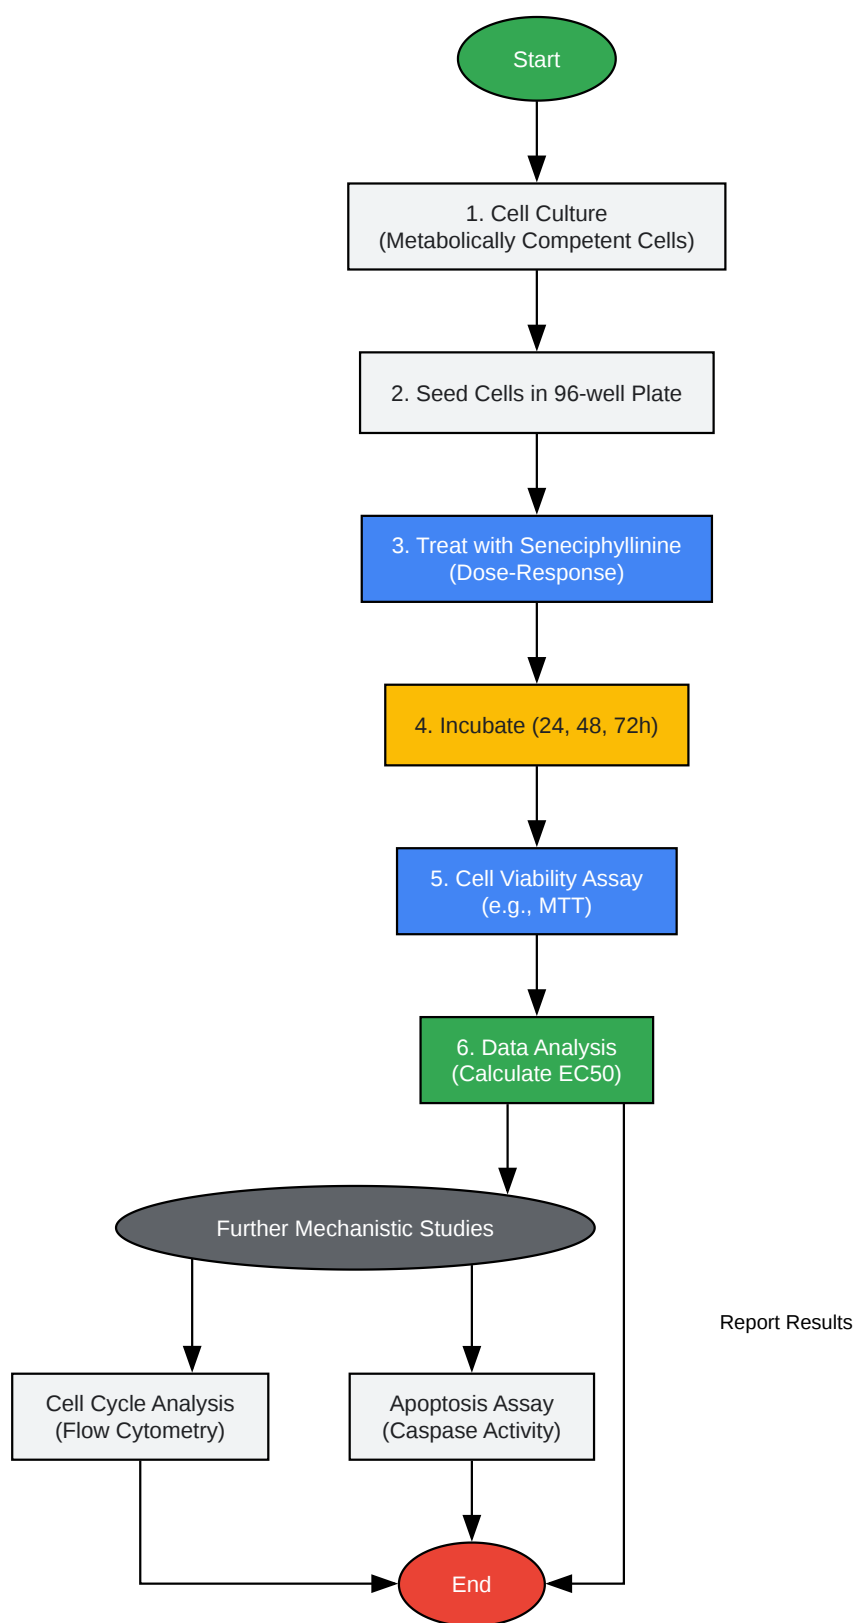 Start
1. Cell Culture
(Metabolically Competent Cells)
2. Seed Cells in 96-well Plate
3. Treat with Seneciphyllinine
(Dose-Response)
4. Incubate (24, 48, 72h)
5. Cell Viability Assay
(e.g., MTT)
6. Data Analysis
(Calculate EC50)
Further Mechanistic Studies
Report Results
Cell Cycle Analysis
(Flow Cytometry)
Apoptosis Assay
(Caspase Activity)
End